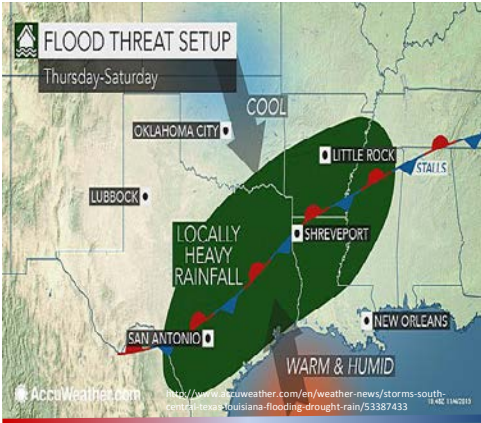 FLOOD THREAT SETUP
Thursday-Saturday
COOL
OKLAHOMA CITY
LITTLE ROCK
STALLS
LUBBOCK
LOCALLY
HEAVY
RAINFALL
SHREVEPORT
NEW ORLEANS
SAN ANTONIO
WARM & HUMID
AccuWeather.com
http://www.accuweather.com/en/weather-news/storms-south-
central-texas-louisiana-flooding-drought-rain/53387433